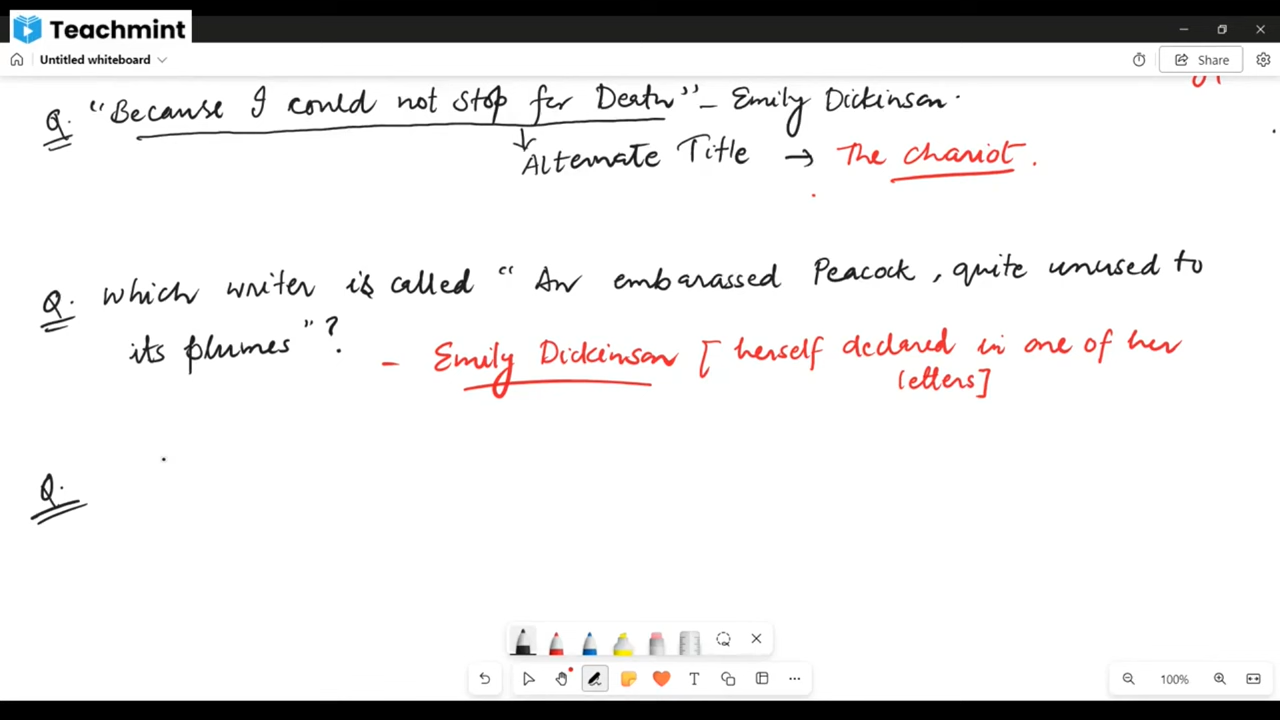 Teachmint
Untitled whiteboard
Share
Q. "Because I could not stop for Death" - Emily Dickinson.
Alternate Title → The chariot.
Q. which writer is called " An embarassed Peacock, quite unused to
its plumes"?
- Emily Dickinson [ herself declared in one of her
letters]
Q.
T
100%